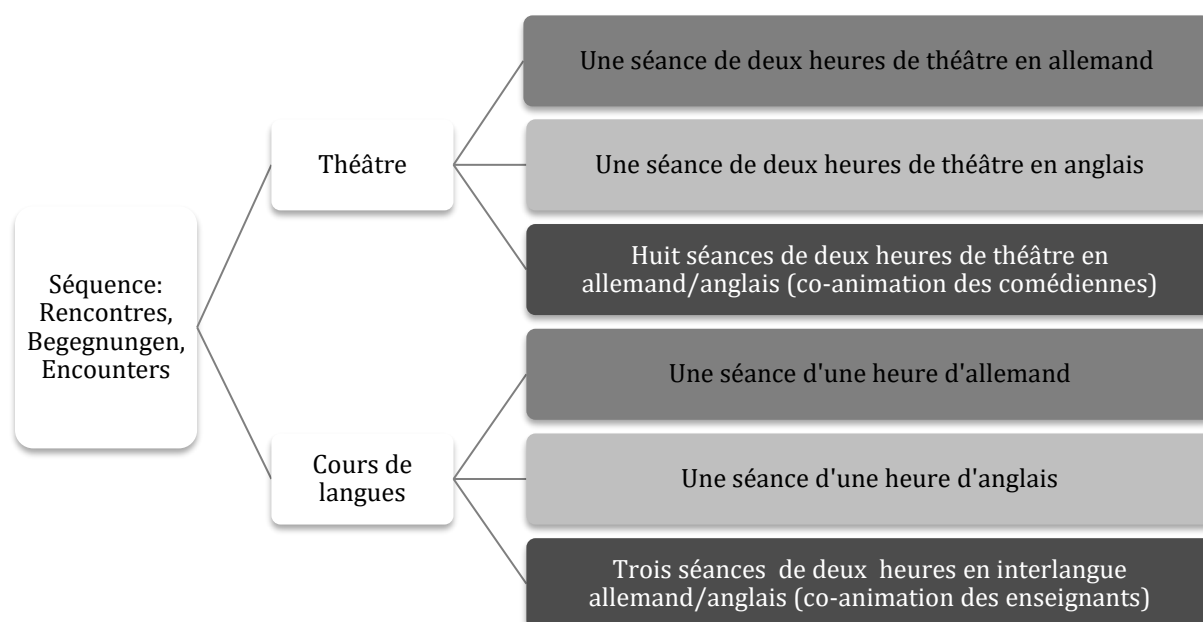 Séquence:
Rencontres,
Begegnungen,
Encounters
Théâtre
Une séance de deux heures de théâtre en allemand
Une séance de deux heures de théâtre en anglais
Huit séances de deux heures de théâtre en
allemand/anglais (co-animation des comédiennes)
Cours de
langues
Une séance d'une heure d'allemand
Une séance d'une heure d'anglais
Trois séances  de deux  heures en interlangue
allemand/anglais (co-animation des enseignants)